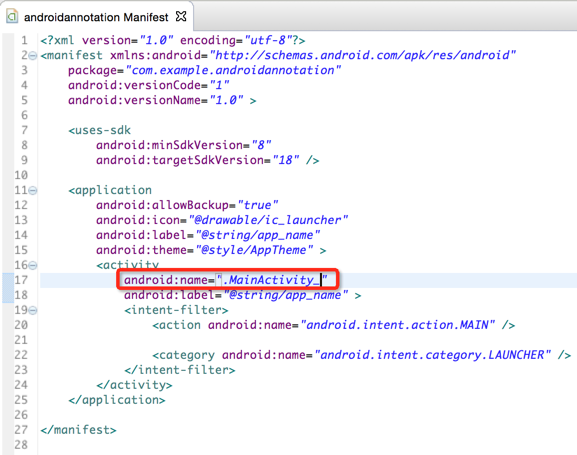 androidannotation Manifest
1 <?xml version="1.0" encoding="utf-8"?>
2 <manifest xmlns:android="http://schemas.android.com/apk/res/android"
3 package="com.example.androidannotation"
4 android:versionCode="1"
5 android:versionName="1.0" >
6
7 <uses-sdk
8 android:minSdkVersion="8"
9 android:targetSdkVersion="18" />
10
11 <application
12 android:allowBackup="true"
13 android:icon="@drawable/ic_launcher"
14 android:label="@string/app_name"
15 android:theme="@style/AppTheme" >
16 <activity
17 android:name=".MainActivity_"
18 android:label="@string/app_name" >
19 <intent-filter>
20 <action android:name="android.intent.action.MAIN" />
21
22 <category android:name="android.intent.category.LAUNCHER" />
23 </intent-filter>
24 </activity>
25 </application>
26
27 </manifest>
28